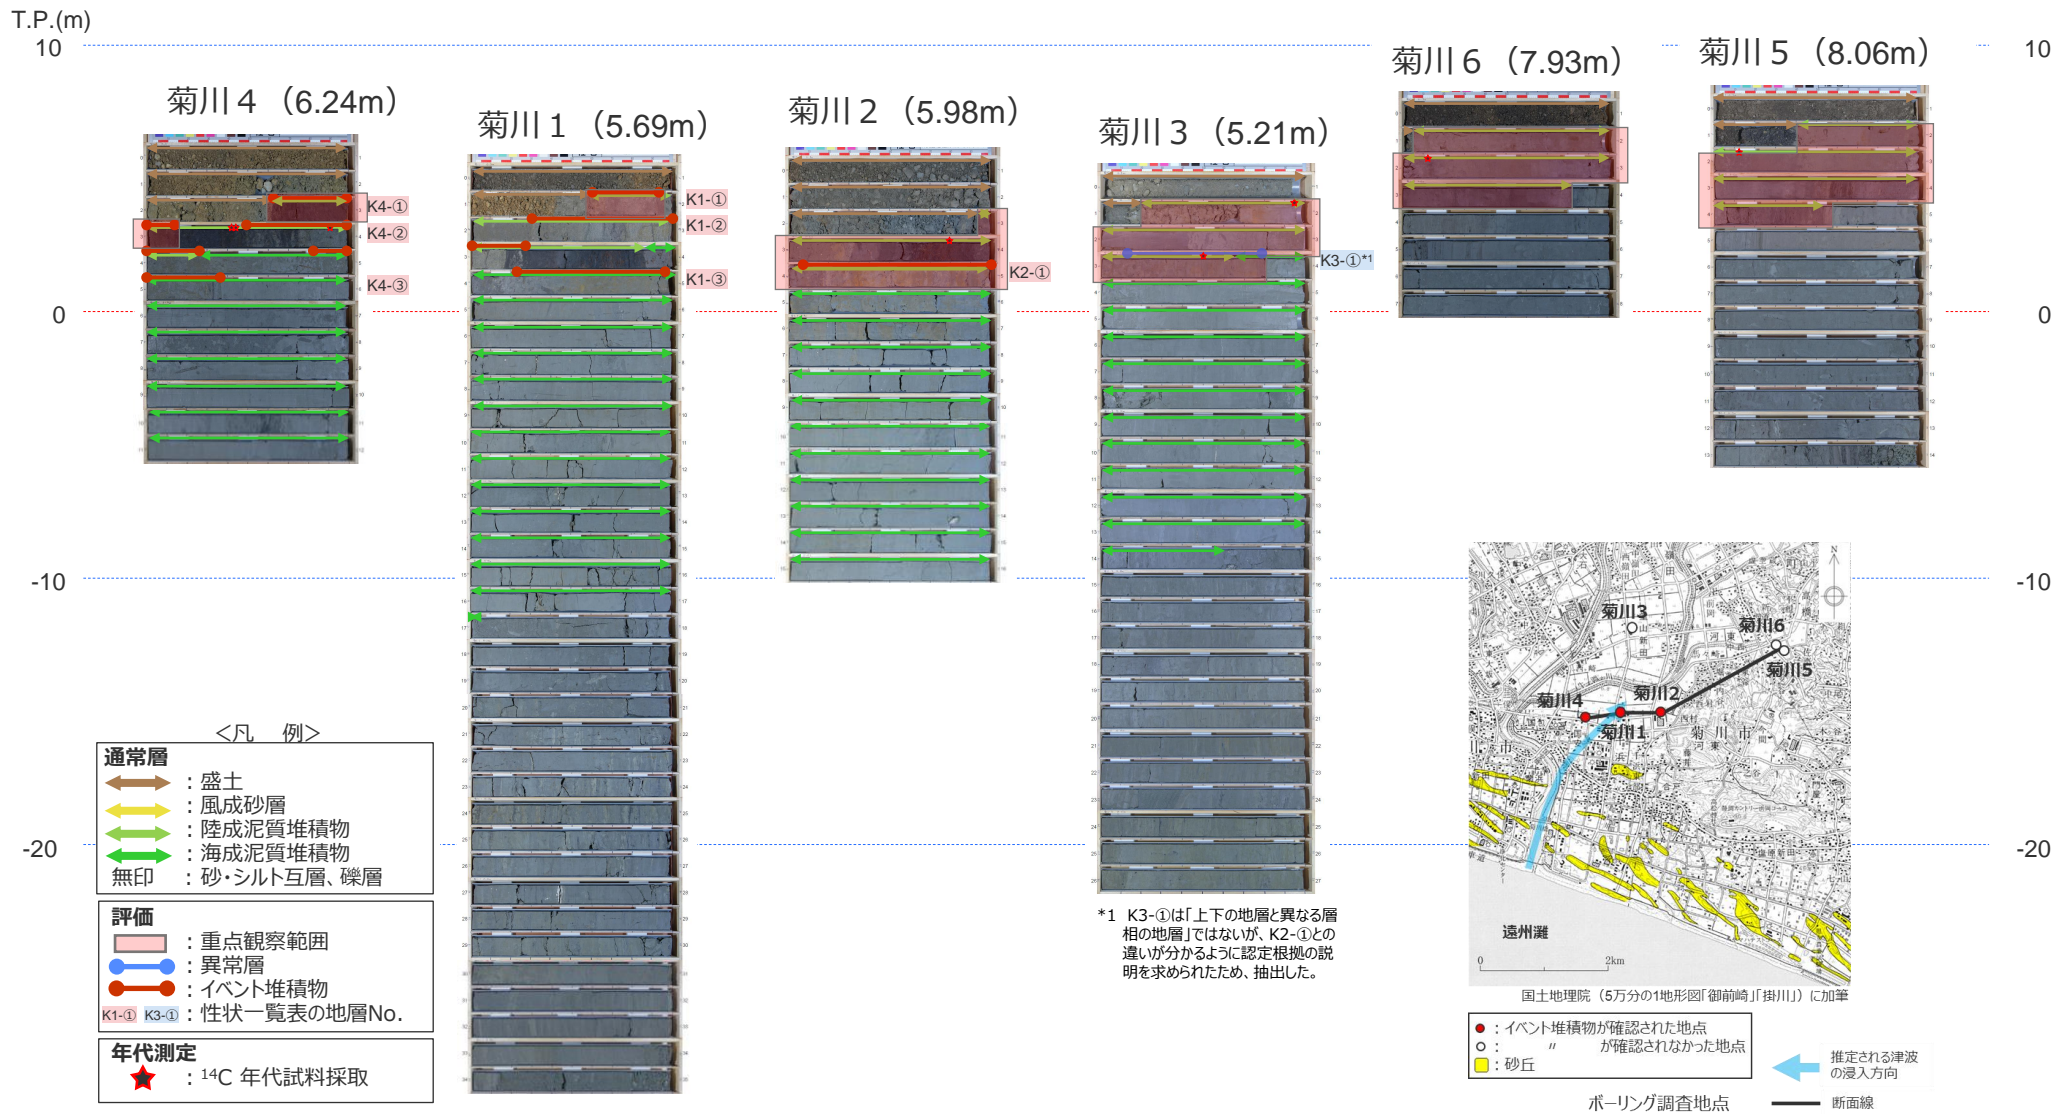 T.P.(m)
10
10
菊川４（6.24m）
菊川１（5.69m）
菊川２（5.98m）
菊川３（5.21m）
菊川６（7.93m）
菊川５（8.06m）
K4-①
K4-②
K4-③
K1-①
K1-②
K1-③
K2-①
K3-①*1
0
0
-10
-10
-20
-20
＜凡　例＞
通常層
：盛土
：風成砂層
：陸成泥質堆積物
：海成泥質堆積物
無印　：砂・シルト互層、礫層
評価
：重点観察範囲
：異常層
：イベント堆積物
K1-① K3-①：性状一覧表の地層No.
年代測定
：14C 年代試料採取
*1　K3-①は「上下の地層と異なる層
相の地層」ではないが、K2-①との
違いが分かるように認定根拠の説
明を求められたため、抽出した。
N
菊川3
菊川6
菊川5
菊川2
菊川4
菊川1
菊川市
遠州灘
0
2km
国土地理院（5万分の1地形図「御前崎」「掛川」）に加筆
：イベント堆積物が確認された地点
：　　〃　　が確認されなかった地点
：砂丘
推定される津波
の浸入方向
ボーリング調査地点
断面線